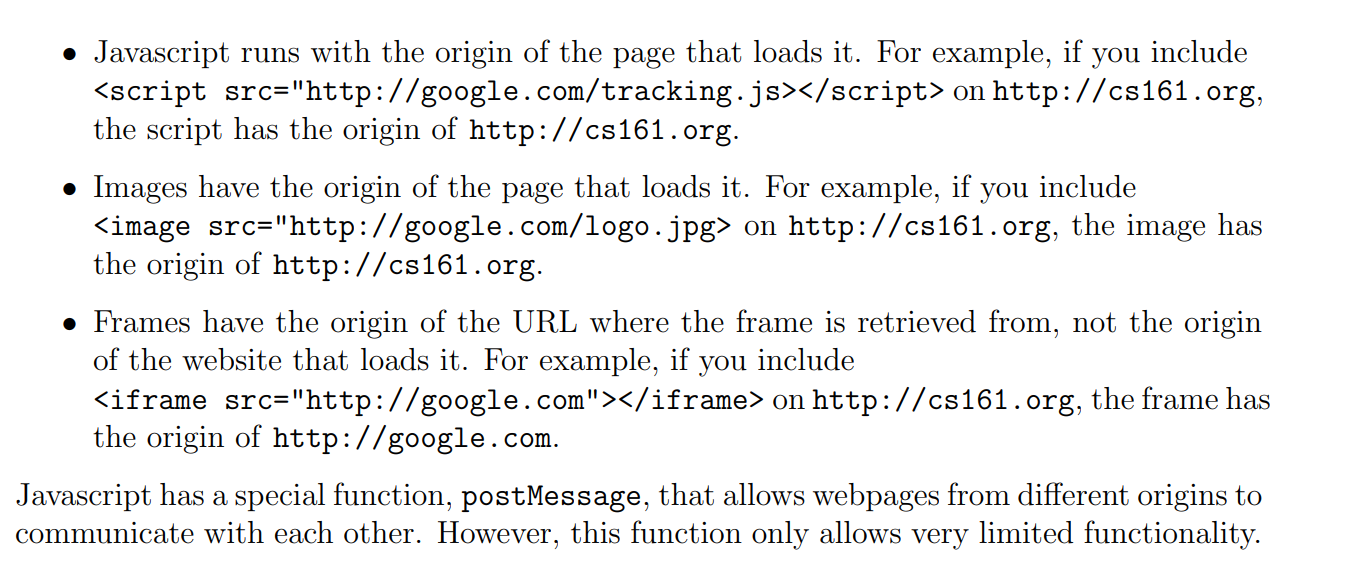 • Javascript runs with the origin of the page that loads it. For example, if you include
<script src="http://google.com/tracking.js></script> on http://cs161.org,
the script has the origin of http://cs161.org.
• Images have the origin of the page that loads it. For example, if you include
<image src="http://google.com/logo.jpg> on http://cs161.org, the image has
the origin of http://cs161.org.
• Frames have the origin of the URL where the frame is retrieved from, not the origin
of the website that loads it. For example, if you include
<iframe src="http://google.com"></iframe> on http://cs161.org, the frame has
the origin of http://google.com.
Javascript has a special function, postMessage, that allows webpages from different origins to
communicate with each other. However, this function only allows very limited functionality.